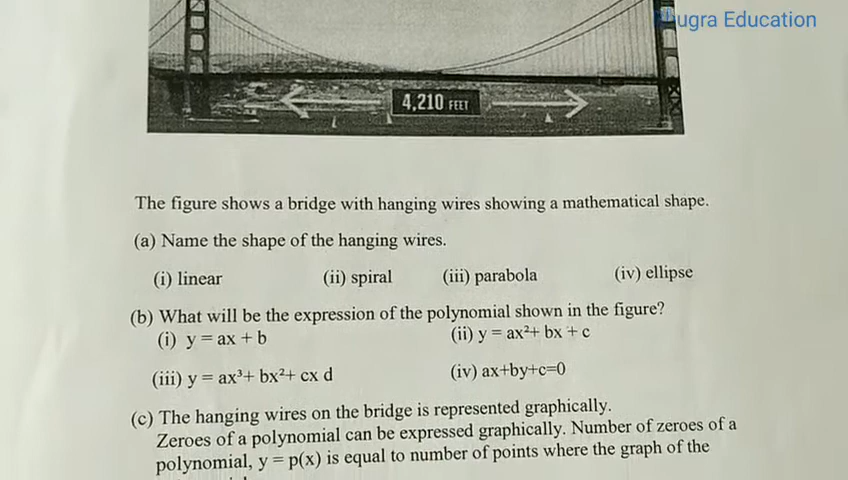 ugra Education
4,210 FEET
The figure shows a bridge with hanging wires showing a mathematical shape.
(a) Name the shape of the hanging wires.
(i) linear (ii) spiral (iii) parabola (iv) ellipse
(b) What will be the expression of the polynomial shown in the figure?
(i) y = ax + b (ii) y = ax²+ bx + c
(iii) y = ax³+ bx²+ cx d (iv) ax+by+c=0
(c) The hanging wires on the bridge is represented graphically.
Zeroes of a polynomial can be expressed graphically. Number of zeroes of a
polynomial, y = p(x) is equal to number of points where the graph of the